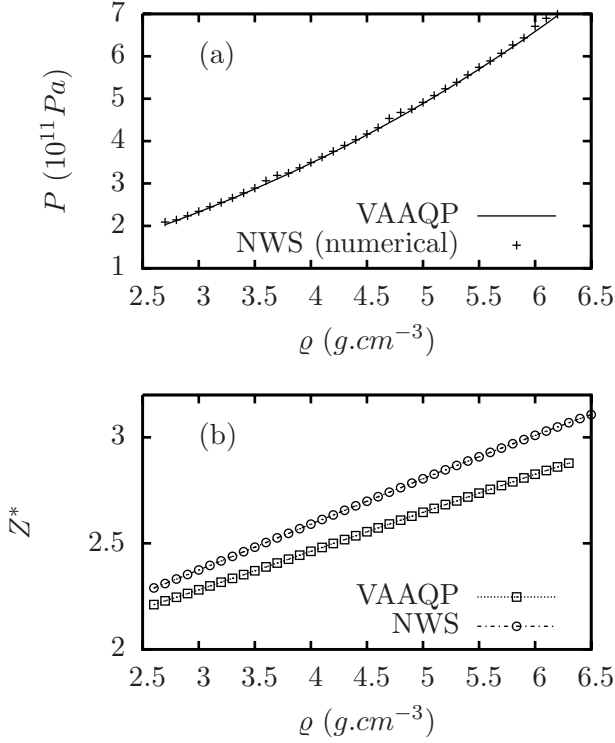 7
6
5
4
3
2
1
P (10^11 Pa)
(a)
VAAQP
NWS (numerical)
2.5 3 3.5 4 4.5 5 5.5 6 6.5
ϱ (g.cm^−3)
3
2.5
2
Z*
(b)
VAAQP
NWS
2.5 3 3.5 4 4.5 5 5.5 6 6.5
ϱ (g.cm^−3)